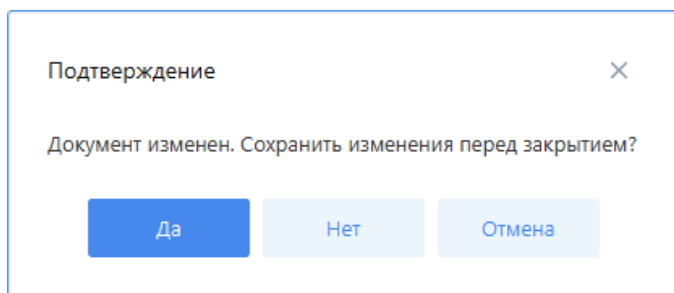 Подтверждение
Документ изменен. Сохранить изменения перед закрытием?
Да Нет Отмена